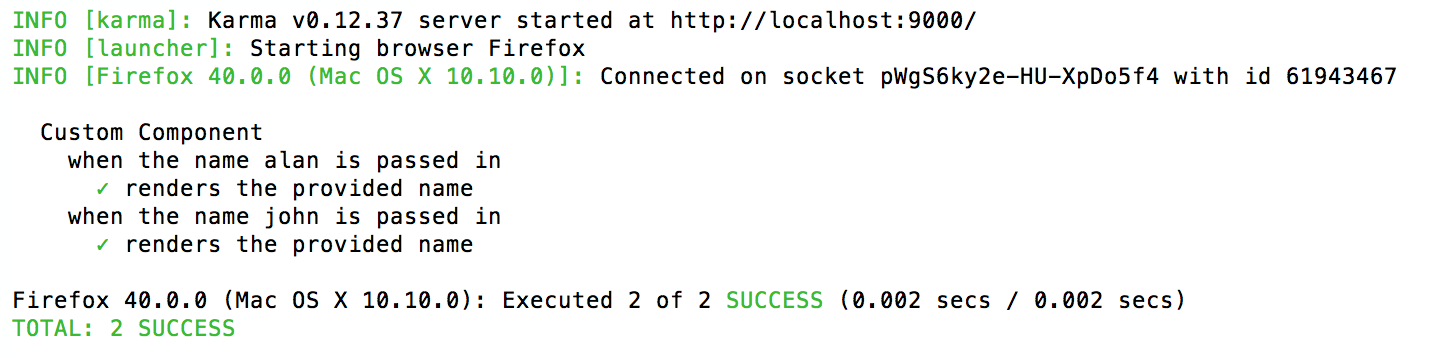 INFO [karma]: Karma v0.12.37 server started at http://localhost:9000/
INFO [launcher]: Starting browser Firefox
INFO [Firefox 40.0.0 (Mac OS X 10.10.0)]: Connected on socket pWgS6ky2e-HU-XpDo5f4 with id 61943467
Custom Component
when the name alan is passed in
✓ renders the provided name
when the name john is passed in
✓ renders the provided name
Firefox 40.0.0 (Mac OS X 10.10.0): Executed 2 of 2 SUCCESS (0.002 secs / 0.002 secs)
TOTAL: 2 SUCCESS